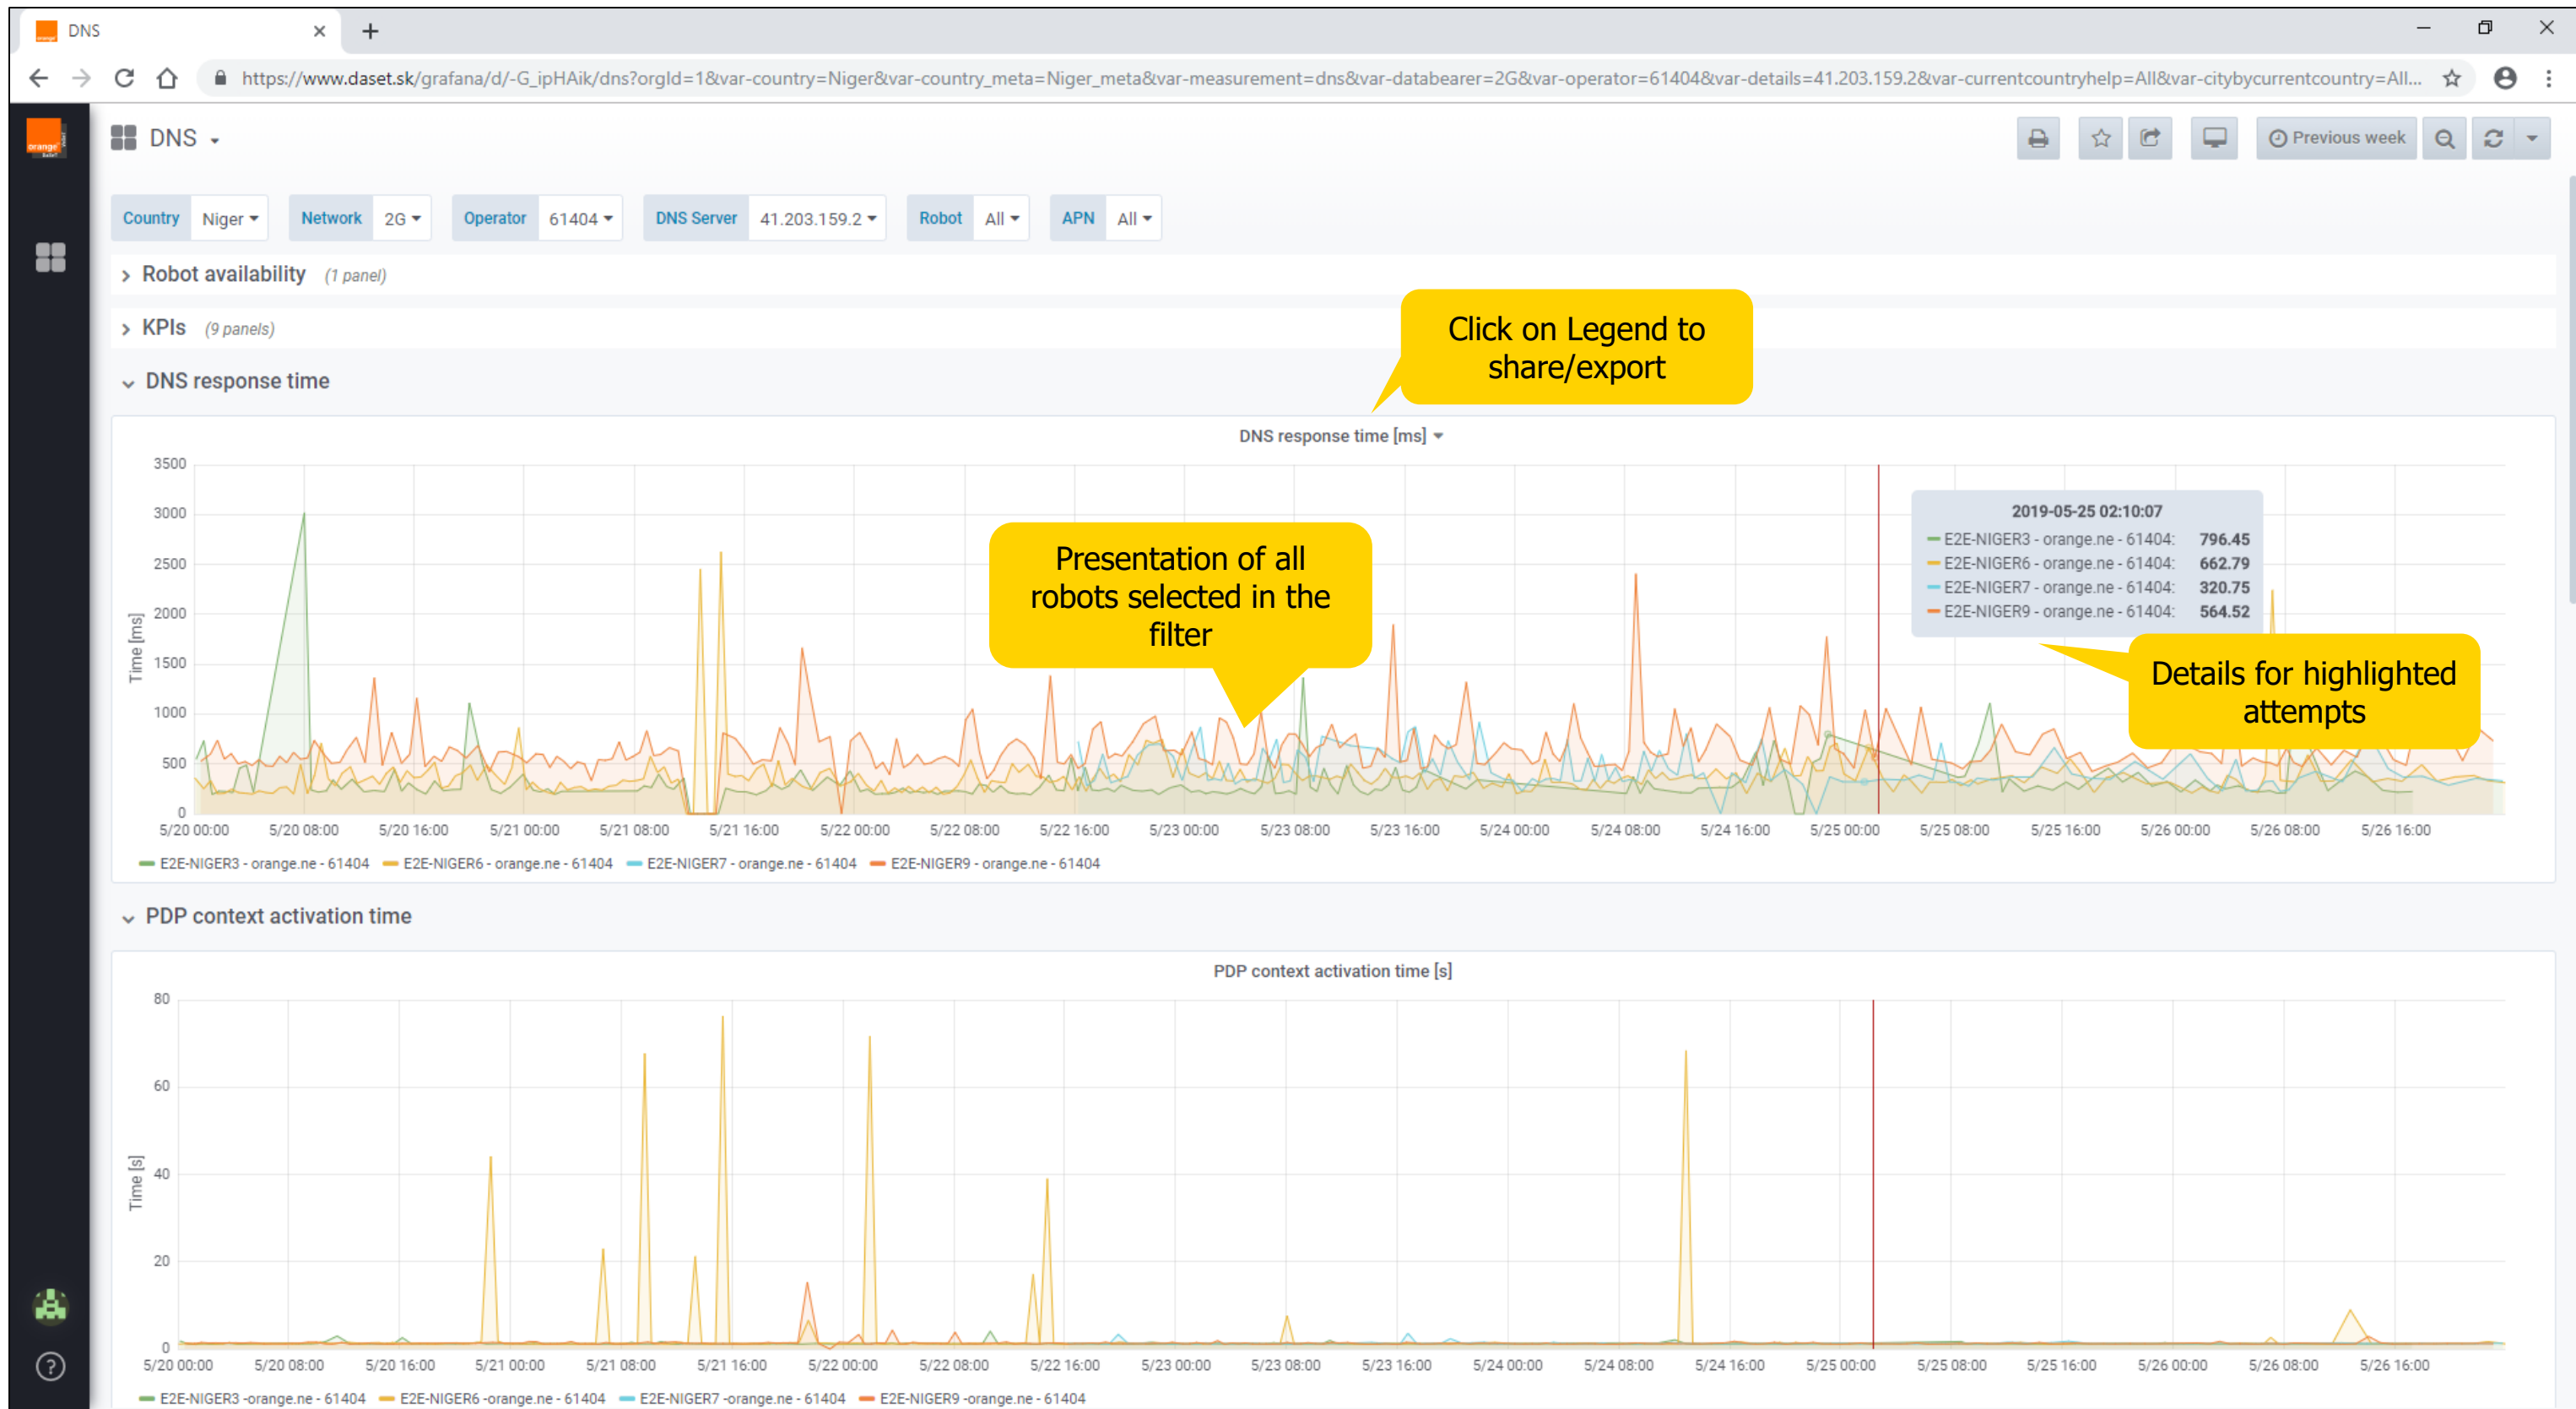 DNS
https://www.daset.sk/grafana/d/-G_ipHAik/dns?orgId=1&var-country=Niger&var-country_meta=Niger_meta&var-measurement=dns&var-databearer=2G&var-operator=61404&var-details=41.203.159.2&var-currentcountryhelp=All&var-citybycurrentcountry=All...
orange
DNS
Previous week
Country Niger Network 2G Operator 61404 DNS Server 41.203.159.2 Robot All APN All
Robot availability (1 panel)
KPIs (9 panels)
Click on Legend to
share/export
DNS response time
DNS response time [ms]
3500
3000
2500
2000
1500
1000
500
0
Time [ms]
Presentation of all
robots selected in the
filter
2019-05-25 02:10:07
E2E-NIGER3 - orange.ne - 61404: 796.45
E2E-NIGER6 - orange.ne - 61404: 662.79
E2E-NIGER7 - orange.ne - 61404: 320.75
E2E-NIGER9 - orange.ne - 61404: 564.52
Details for highlighted
attempts
5/20 00:00 5/20 08:00 5/20 16:00 5/21 00:00 5/21 08:00 5/21 16:00 5/22 00:00 5/22 08:00 5/22 16:00 5/23 00:00 5/23 08:00 5/23 16:00 5/24 00:00 5/24 08:00 5/24 16:00 5/25 00:00 5/25 08:00 5/25 16:00 5/26 00:00 5/26 08:00 5/26 16:00
E2E-NIGER3 - orange.ne - 61404 E2E-NIGER6 - orange.ne - 61404 E2E-NIGER7 - orange.ne - 61404 E2E-NIGER9 - orange.ne - 61404
PDP context activation time
PDP context activation time [s]
80
60
40
20
0
Time [s]
5/20 00:00 5/20 08:00 5/20 16:00 5/21 00:00 5/21 08:00 5/21 16:00 5/22 00:00 5/22 08:00 5/22 16:00 5/23 00:00 5/23 08:00 5/23 16:00 5/24 00:00 5/24 08:00 5/24 16:00 5/25 00:00 5/25 08:00 5/25 16:00 5/26 00:00 5/26 08:00 5/26 16:00
E2E-NIGER3 -orange.ne - 61404 E2E-NIGER6 -orange.ne - 61404 E2E-NIGER7 -orange.ne - 61404 E2E-NIGER9 -orange.ne - 61404